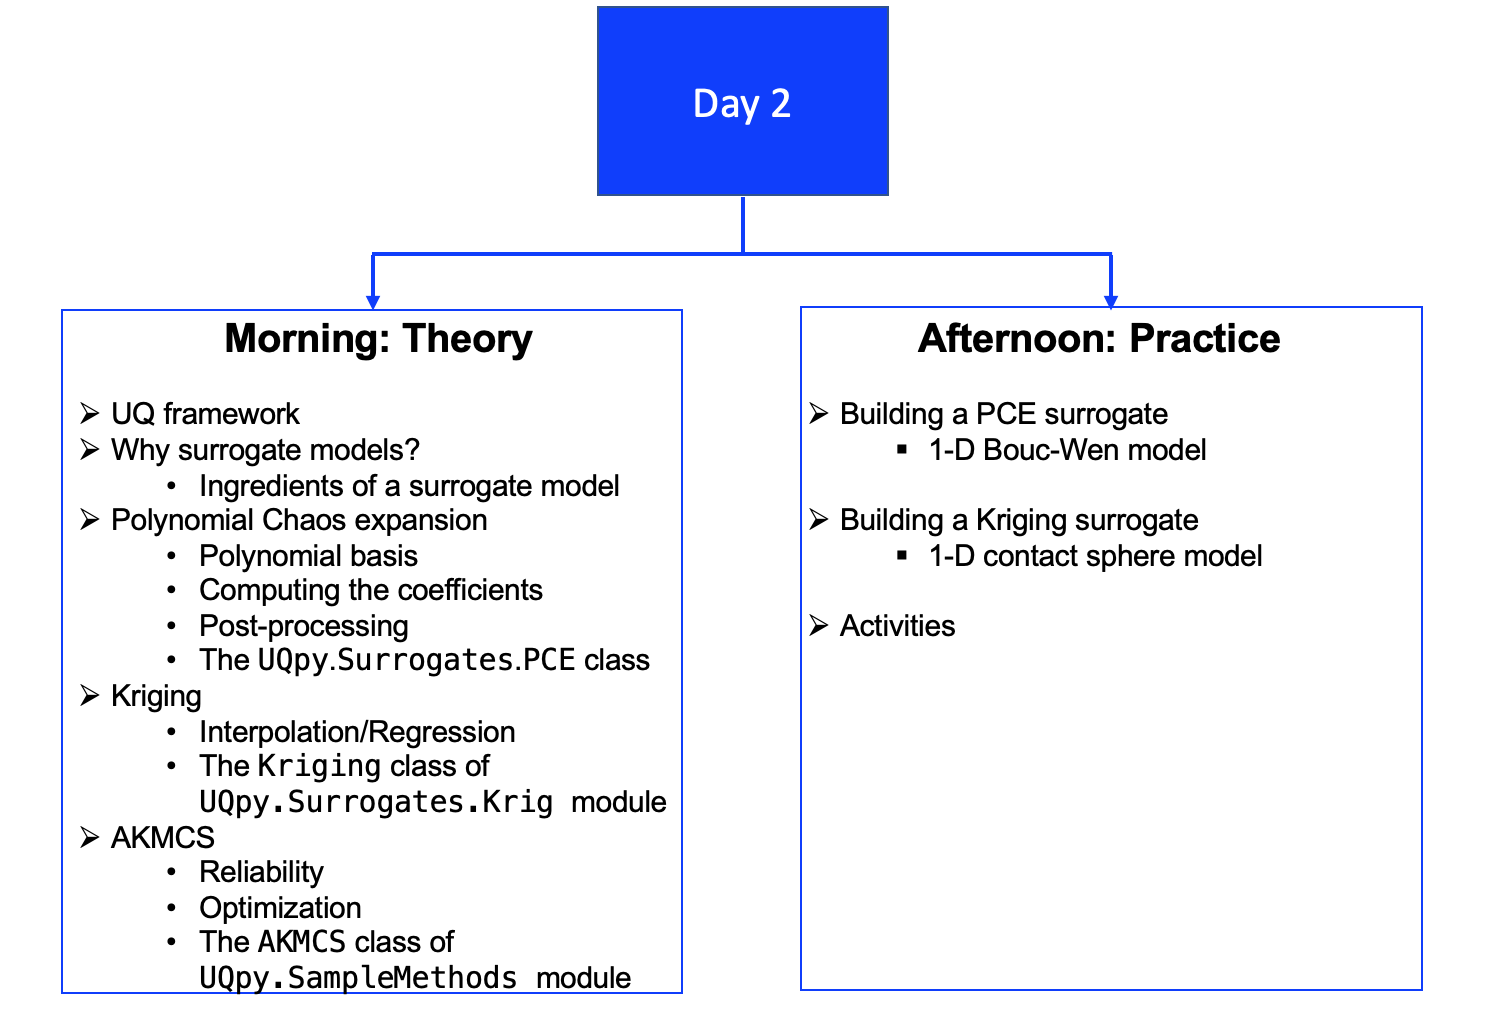 Day 2
Morning: Theory
➢ UQ framework
➢ Why surrogate models?
• Ingredients of a surrogate model
➢ Polynomial Chaos expansion
• Polynomial basis
• Computing the coefficients
• Post-processing
• The UQpy.Surrogates.PCE class
➢ Kriging
• Interpolation/Regression
• The Kriging class of
UQpy.Surrogates.Krig module
➢ AKMCS
• Reliability
• Optimization
• The AKMCS class of
UQpy.SampleMethods module
Afternoon: Practice
➢ Building a PCE surrogate
▪ 1-D Bouc-Wen model
➢ Building a Kriging surrogate
▪ 1-D contact sphere model
➢ Activities